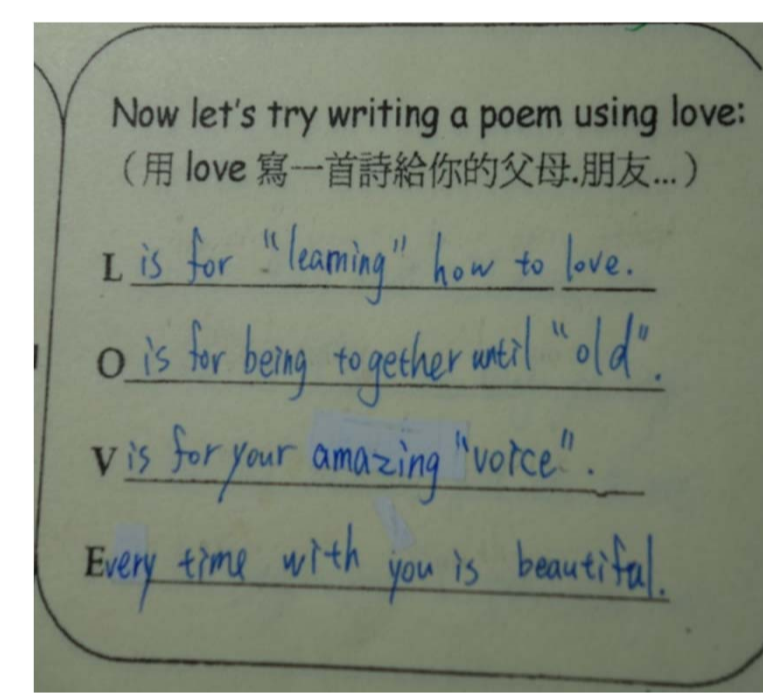 Now let's try writing a poem using love:
（用 love 寫一首詩給你的父母.朋友...）
L is for "learning" how to love.
O is for being together until "old".
V is for your amazing "voice".
Every time with you is beautiful.